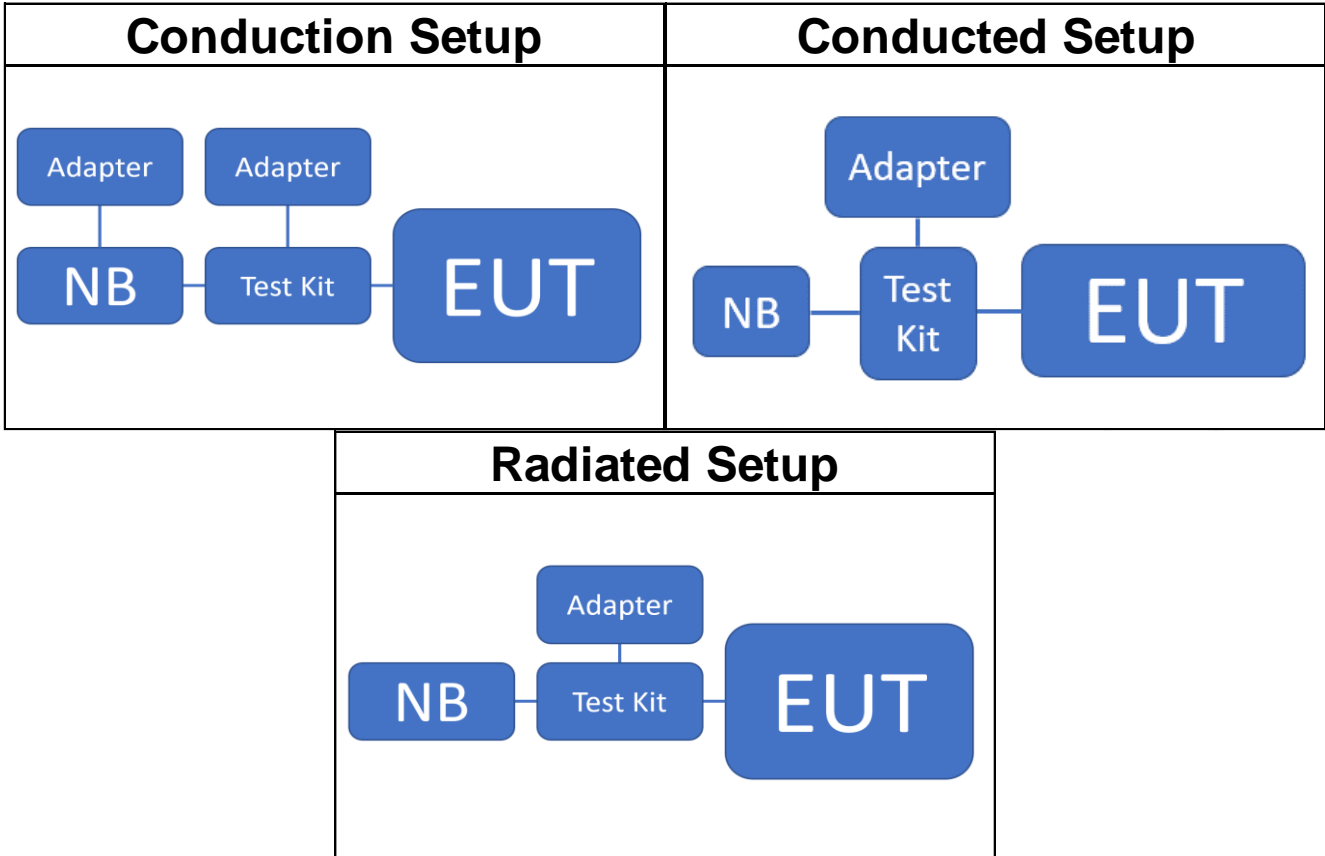 Conduction Setup
Conducted Setup
Adapter
Adapter
NB
Test Kit
EUT
Adapter
NB
Test
Kit
EUT
Radiated Setup
Adapter
NB
Test Kit
EUT